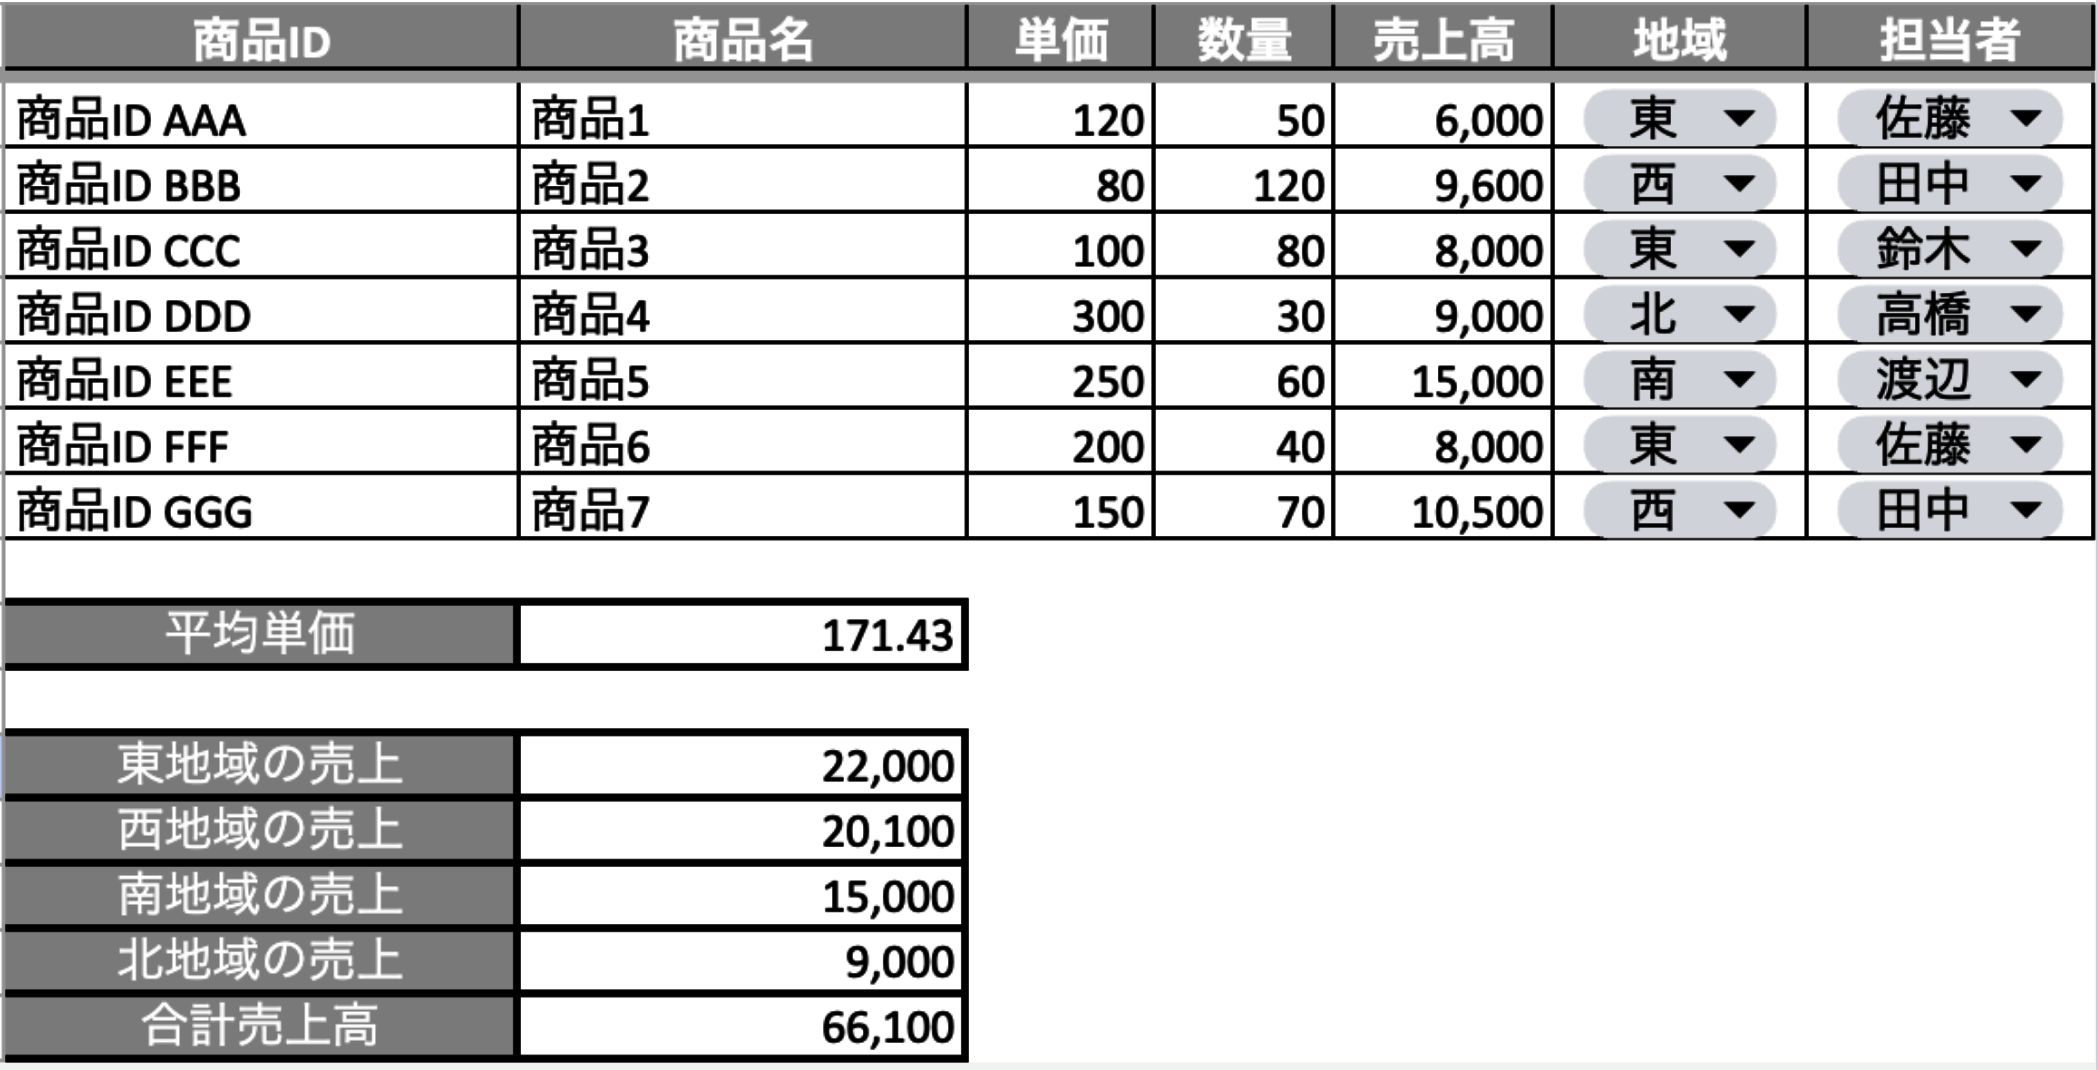 商品ID 商品名 単価 数量 売上高 地域 担当者
商品ID AAA 商品1 120 50 6,000 東 佐藤
商品ID BBB 商品2 80 120 9,600 西 田中
商品ID CCC 商品3 100 80 8,000 東 鈴木
商品ID DDD 商品4 300 30 9,000 北 高橋
商品ID EEE 商品5 250 60 15,000 南 渡辺
商品ID FFF 商品6 200 40 8,000 東 佐藤
商品ID GGG 商品7 150 70 10,500 西 田中
平均単価 171.43
東地域の売上 22,000
西地域の売上 20,100
南地域の売上 15,000
北地域の売上 9,000
合計売上高 66,100